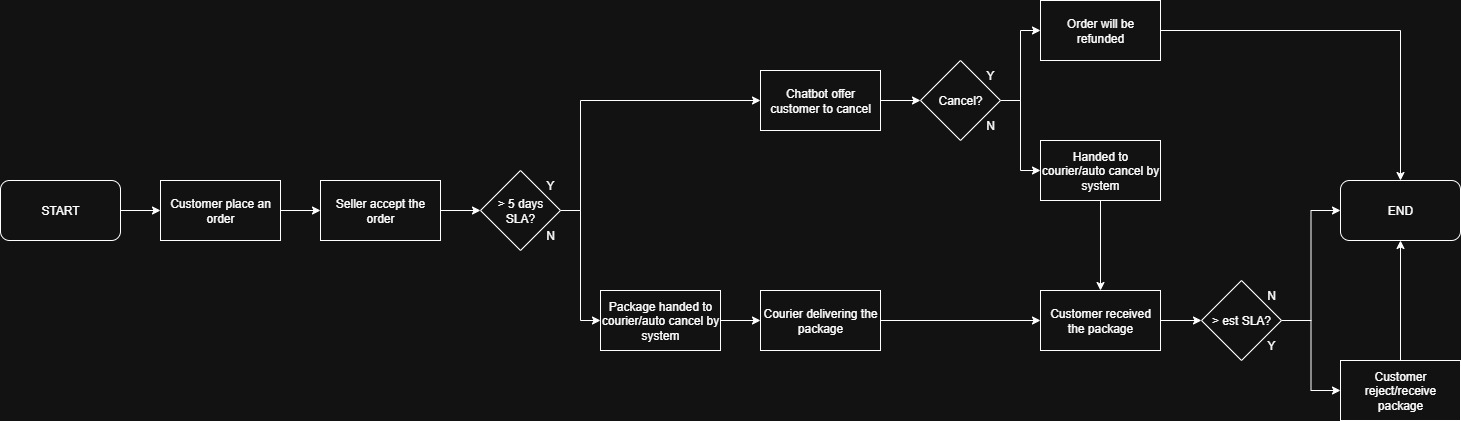 START
Customer place an
order
Seller accept the
order
> 5 days
SLA?
Y
N
Chatbot offer
customer to cancel
Cancel?
Y
N
Order will be
refunded
Handed to
courier/auto cancel by
system
Package handed to
courier/auto cancel by
system
Courier delivering the
package
Customer received
the package
> est SLA?
N
Y
Customer
reject/receive
package
END